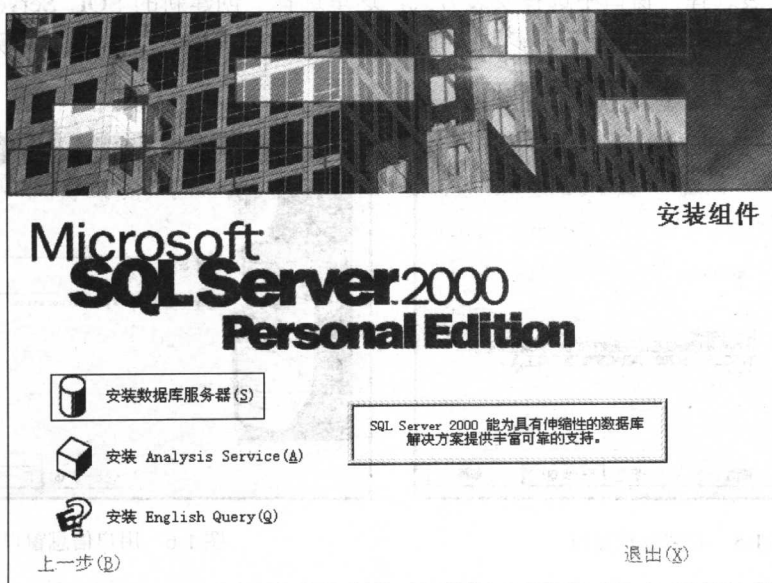 安装组件
Microsoft
SQL Server 2000
Personal Edition
安装数据库服务器(S)
SQL Server 2000 能为具有伸缩性的数据库
解决方案提供丰富可靠的支持。
安装 Analysis Service(A)
安装 English Query(Q)
上一步(B)
退出(X)